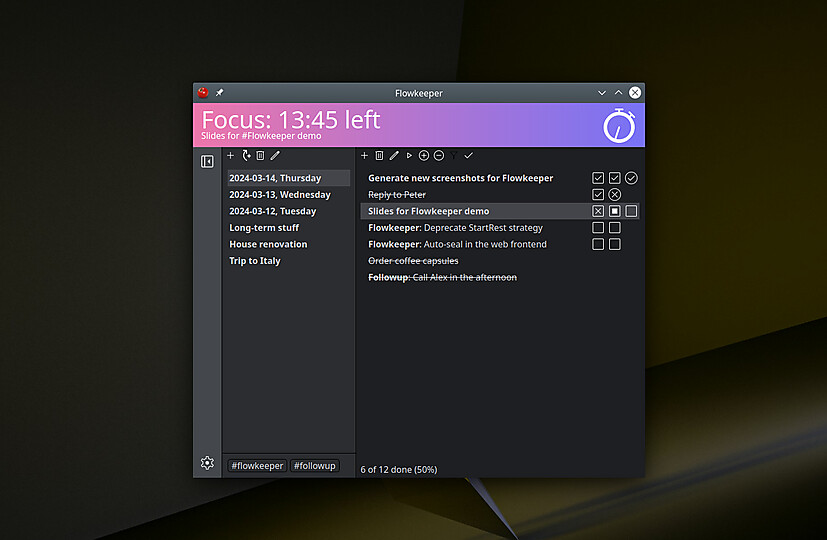 Flowkeeper
Focus: 13:45 left
Slides for #Flowkeeper demo
2024-03-14, Thursday
2024-03-13, Wednesday
2024-03-12, Tuesday
Long-term stuff
House renovation
Trip to Italy
#flowkeeper #followup
Generate new screenshots for Flowkeeper
Reply to Peter
Slides for Flowkeeper demo
Flowkeeper: Deprecate StartRest strategy
Flowkeeper: Auto-seal in the web frontend
Order coffee capsules
Followup: Call Alex in the afternoon
6 of 12 done (50%)